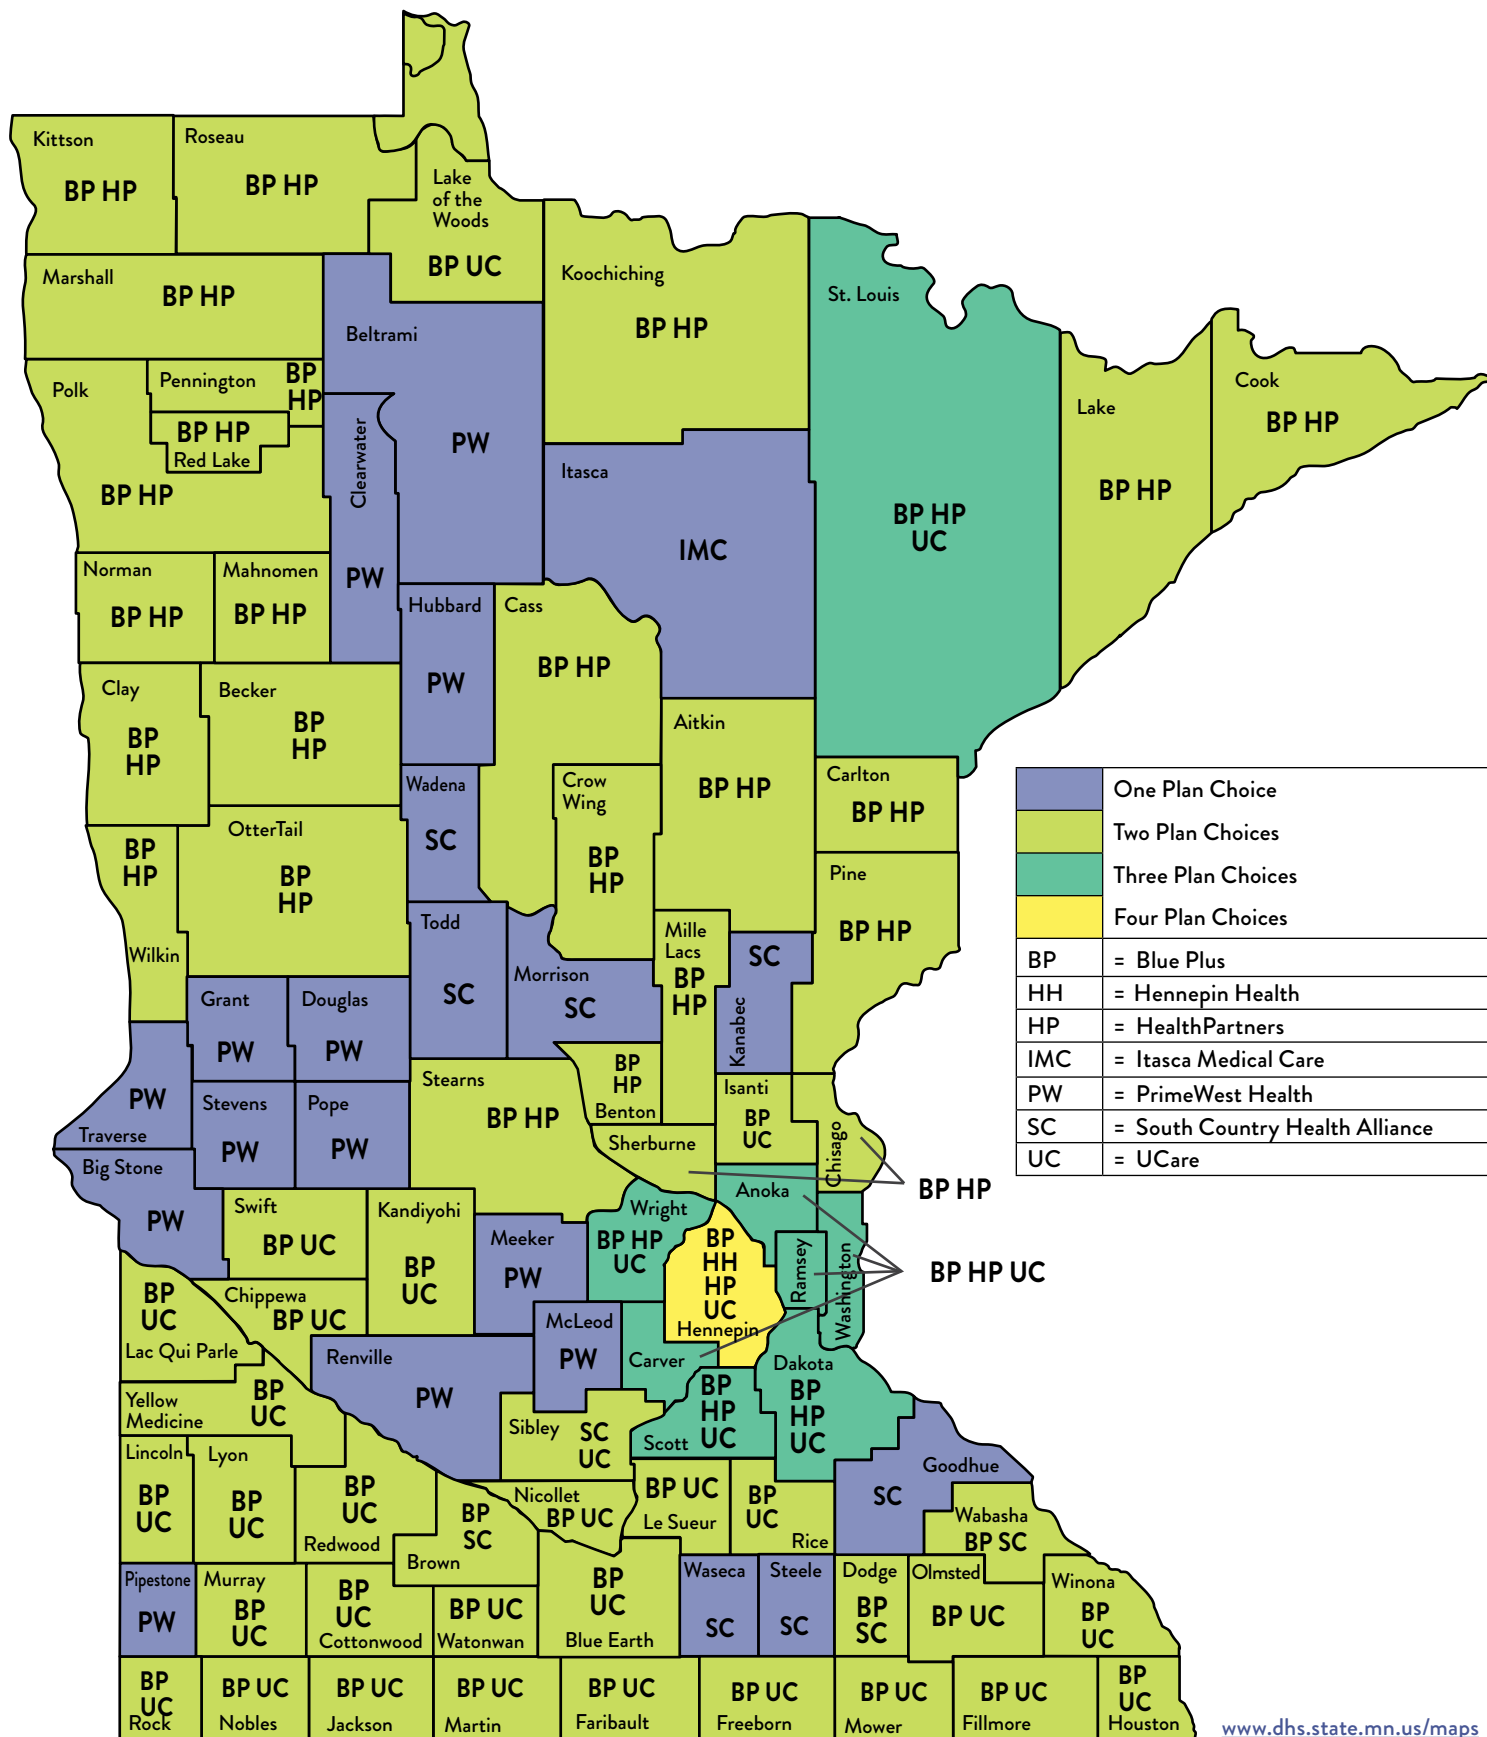 Kittson
BP HP
Roseau
BP HP
Lake
of the
Woods
BP UC
Marshall
BP HP
Beltrami
PW
Koochiching
BP HP
St. Louis
BP HP
UC
Lake
BP HP
Cook
BP HP
Polk
BP HP
Pennington
BP
HP
BP HP
Red Lake
Clearwater
PW
Itasca
IMC
Norman
BP HP
Mahnomen
BP HP
Hubbard
PW
Cass
BP HP
Clay
BP
HP
Becker
BP
HP
Aitkin
BP HP
Wadena
SC
Crow
Wing
BP
HP
Carlton
BP HP
BP
HP
Wilkin
OtterTail
BP
HP
Pine
BP HP
Todd
SC
Morrison
SC
Mille
Lacs
BP
HP
SC
Kanabec
Grant
PW
Douglas
PW
PW
Traverse
Stevens
PW
Pope
PW
Stearns
BP HP
BP
HP
Benton
Isanti
BP
UC
Sherburne
Chisago
BP HP
Big Stone
PW
Swift
BP UC
Kandiyohi
BP
UC
Meeker
PW
Wright
BP HP
UC
Anoka
Ramsey
Washington
BP HP UC
BP
HH
HP
UC
Hennepin
BP
UC
Lac Qui Parle
Chippewa
BP UC
Renville
PW
McLeod
PW
Carver
Dakota
BP
HP
UC
BP
HP
UC
Scott
Yellow
Medicine
BP
UC
Sibley
SC
UC
Lincoln
BP
UC
Lyon
BP
UC
BP
UC
Redwood
BP
SC
Brown
Nicollet
BP UC
BP UC
Le Sueur
BP
UC
Rice
Goodhue
SC
Wabasha
BP SC
Pipestone
PW
Murray
BP
UC
BP
UC
Cottonwood
BP UC
Watonwan
BP
UC
Blue Earth
Waseca
SC
Steele
SC
Dodge
BP
SC
Olmsted
BP UC
Winona
BP
UC
BP
UC
Rock
BP UC
Nobles
BP UC
Jackson
BP UC
Martin
BP UC
Faribault
BP UC
Freeborn
BP UC
Mower
BP UC
Fillmore
BP
UC
Houston
One Plan Choice
Two Plan Choices
Three Plan Choices
Four Plan Choices
BP = Blue Plus
HH = Hennepin Health
HP = HealthPartners
IMC = Itasca Medical Care
PW = PrimeWest Health
SC = South Country Health Alliance
UC = UCare
www.dhs.state.mn.us/maps